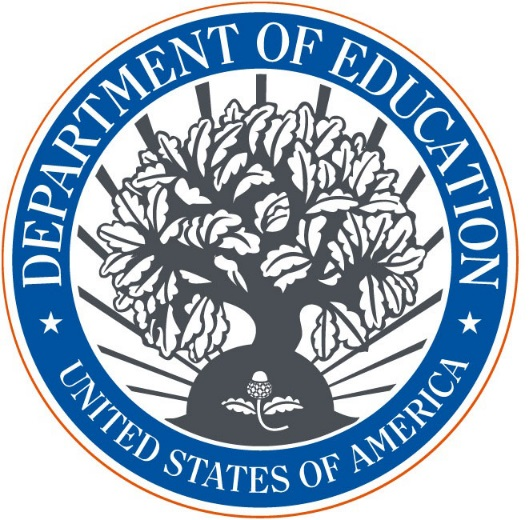 DEPARTMENT OF EDUCATION
UNITED STATES OF AMERICA